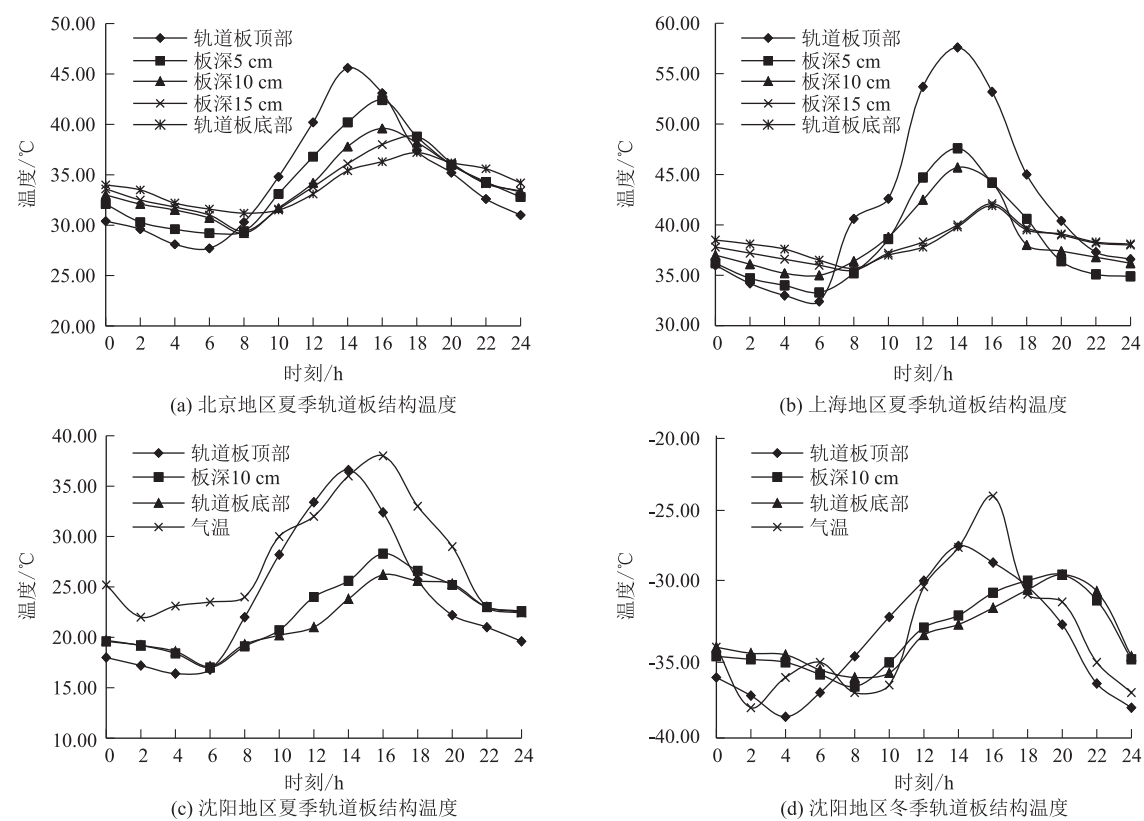 50.00
45.00
40.00
35.00
30.00
25.00
20.00
温度/℃
轨道板顶部
板深5 cm
板深10 cm
板深15 cm
轨道板底部
0 2 4 6 8 10 12 14 16 18 20 22 24
时刻/h
(a) 北京地区夏季轨道板结构温度
60.00
55.00
50.00
45.00
40.00
35.00
30.00
温度/℃
轨道板顶部
板深5 cm
板深10 cm
板深15 cm
轨道板底部
0 2 4 6 8 10 12 14 16 18 20 22 24
时刻/h
(b) 上海地区夏季轨道板结构温度
40.00
35.00
30.00
25.00
20.00
15.00
10.00
温度/℃
轨道板顶部
板深10 cm
轨道板底部
气温
0 2 4 6 8 10 12 14 16 18 20 22 24
时刻/h
(c) 沈阳地区夏季轨道板结构温度
-20.00
-25.00
-30.00
-35.00
-40.00
温度/℃
轨道板顶部
板深10 cm
轨道板底部
气温
0 2 4 6 8 10 12 14 16 18 20 22 24
时刻/h
(d) 沈阳地区冬季轨道板结构温度